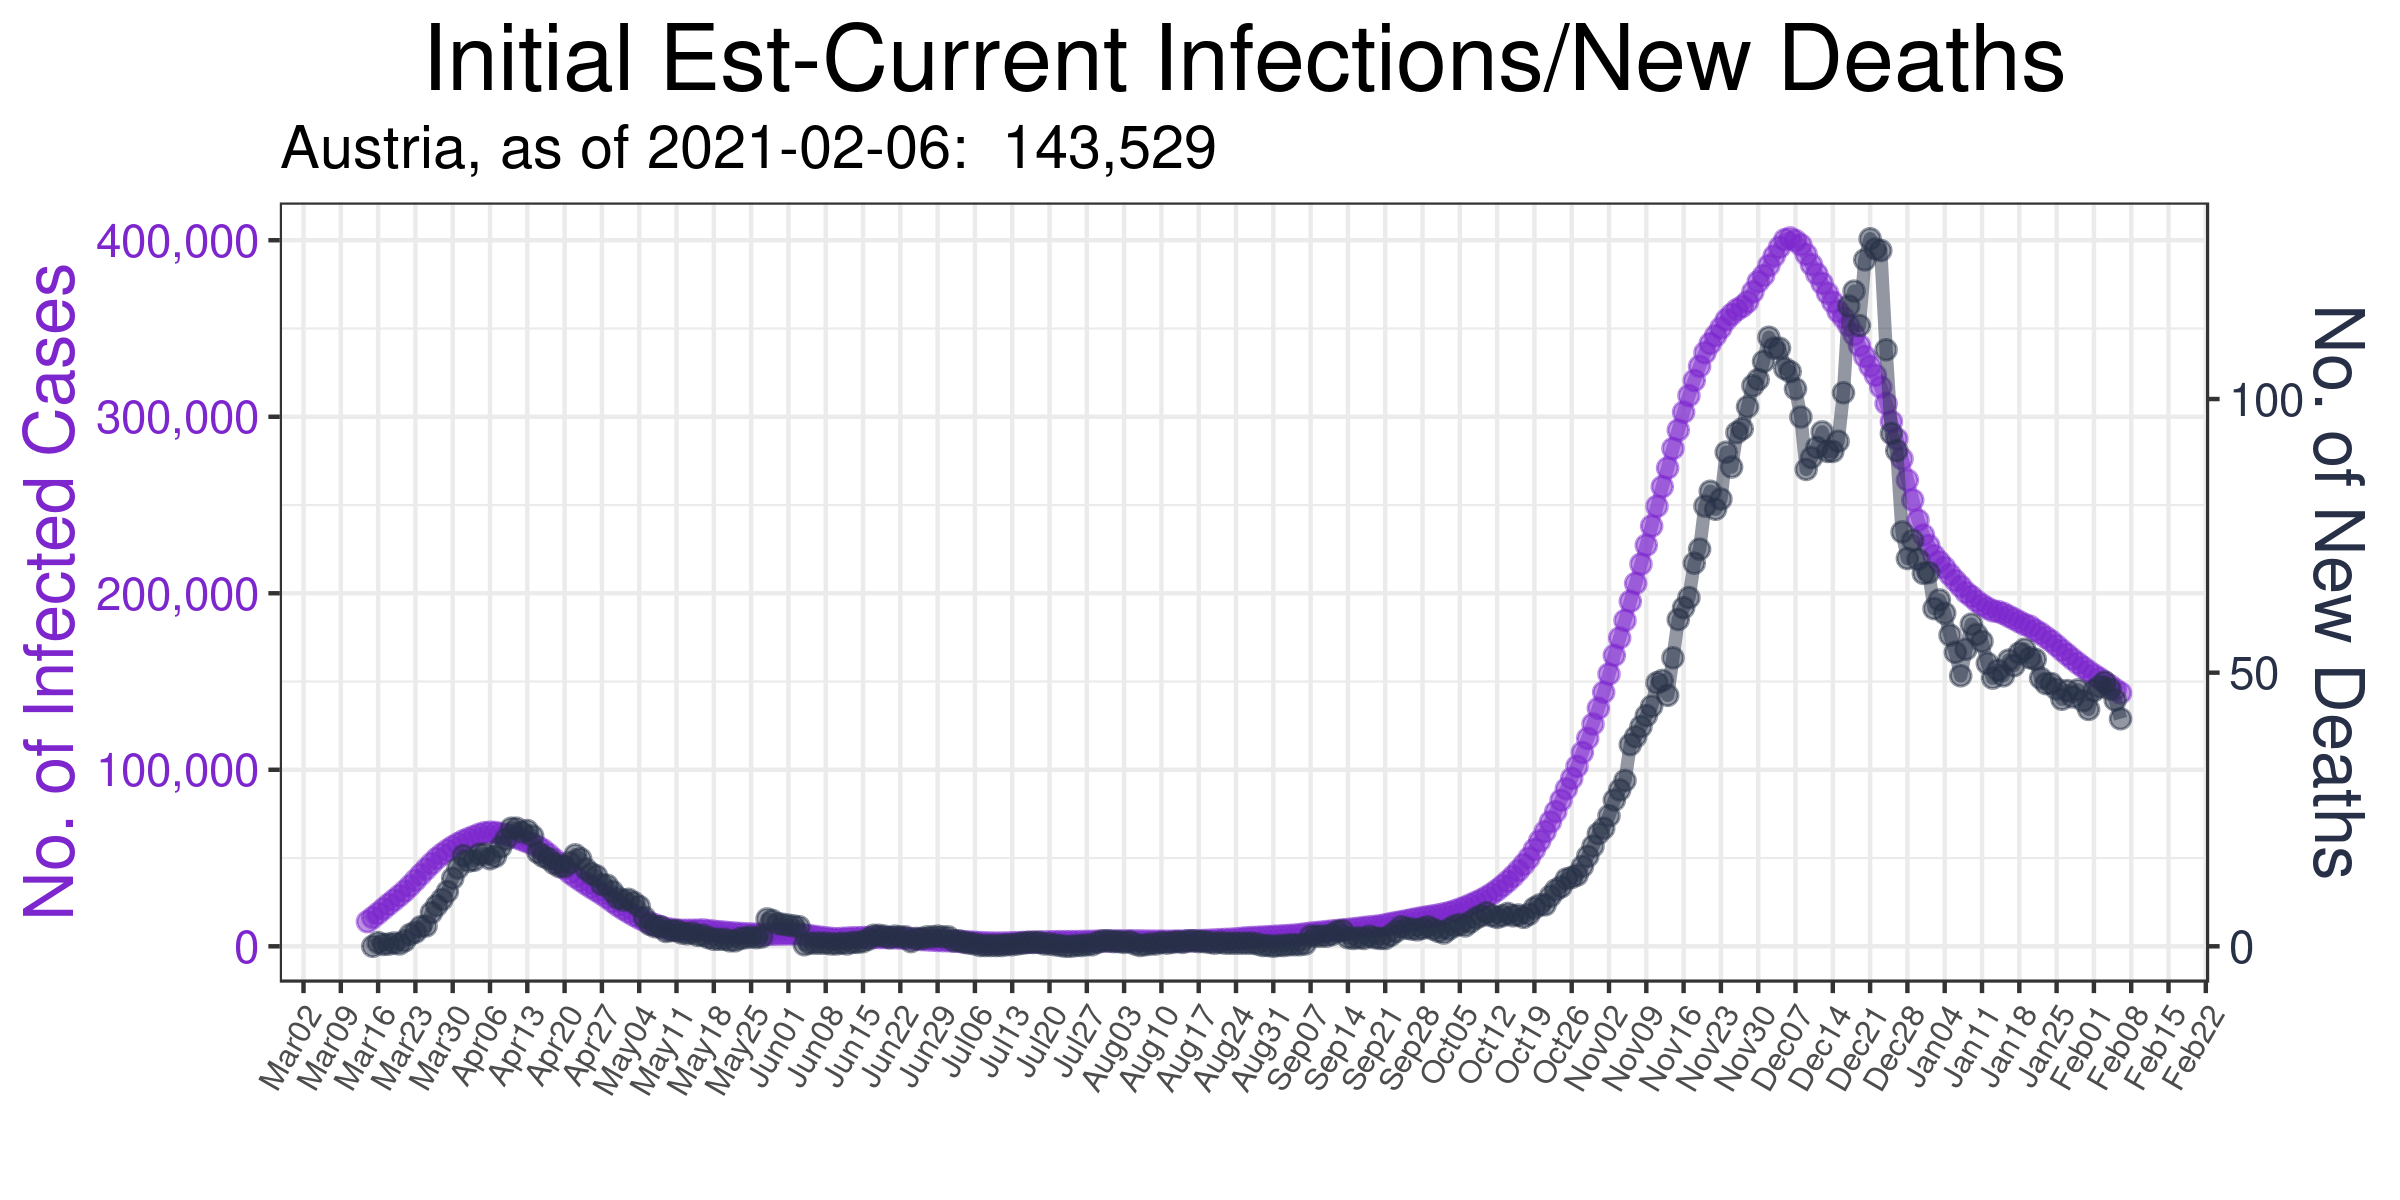 Initial Est-Current Infections/New Deaths
Austria, as of 2021-02-06:  143,529
No. of Infected Cases
400,000
300,000
200,000
100,000
0
No. of New Deaths
100
50
0
Mar02
Mar09
Mar16
Mar23
Mar30
Apr06
Apr13
Apr20
Apr27
May04
May11
May18
May25
Jun01
Jun08
Jun15
Jun22
Jun29
Jul06
Jul13
Jul20
Jul27
Aug03
Aug10
Aug17
Aug24
Aug31
Sep07
Sep14
Sep21
Sep28
Oct05
Oct12
Oct19
Oct26
Nov02
Nov09
Nov16
Nov23
Nov30
Dec07
Dec14
Dec21
Dec28
Jan04
Jan11
Jan18
Jan25
Feb01
Feb08
Feb15
Feb22